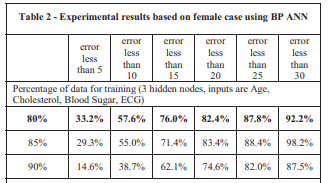 Table 2 - Experimental results based on female case using BP ANN
error less than 5 error less than 10 error less than 15 error less than 20 error less than 25 error less than 30
Percentage of data for training (3 hidden nodes, inputs are Age,
Cholesterol, Blood Sugar, ECG)
80% 33.2% 57.6% 76.0% 82.4% 87.8% 92.2%
85% 29.3% 55.0% 71.4% 83.4% 88.4% 98.2%
90% 14.6% 38.7% 62.1% 74.6% 82.0% 87.5%